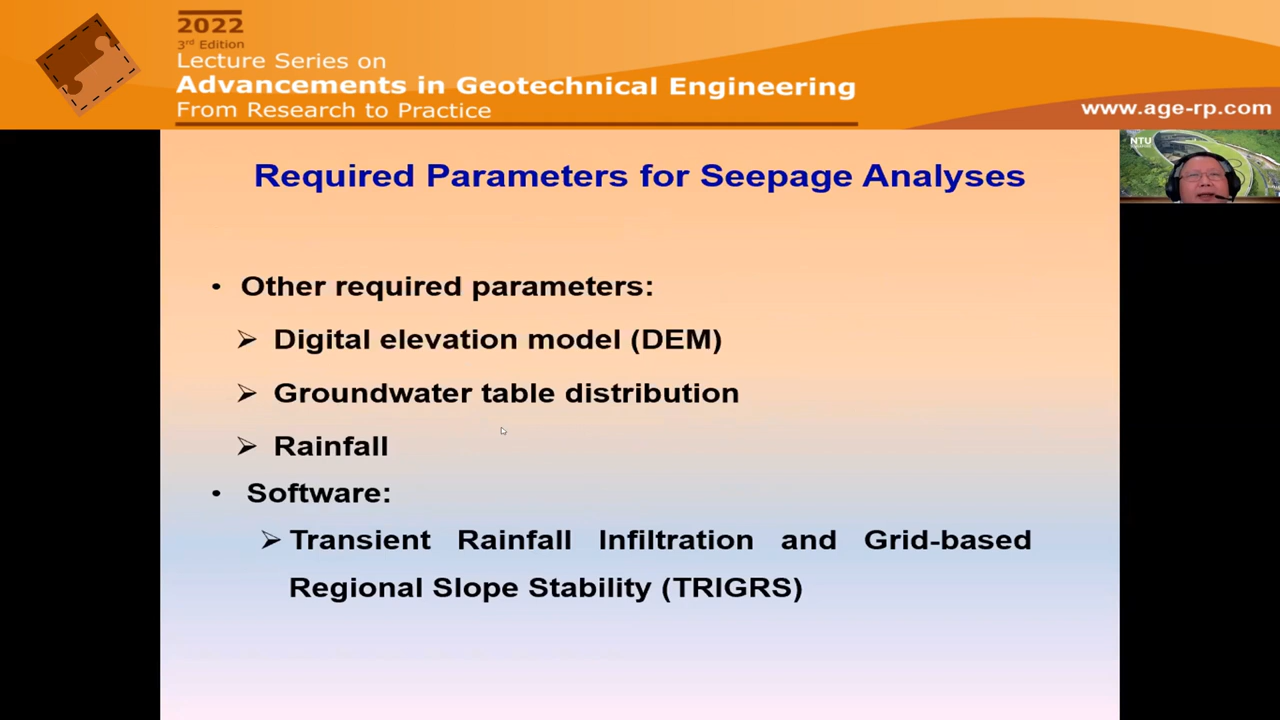 2022
3rd Edition
Lecture Series on
Advancements in Geotechnical Engineering
From Research to Practice
www.age-rp.com
NTU
Required Parameters for Seepage Analyses
• Other required parameters:
➢ Digital elevation model (DEM)
➢ Groundwater table distribution
➢ Rainfall
• Software:
➢ Transient Rainfall Infiltration and Grid-based
Regional Slope Stability (TRIGRS)